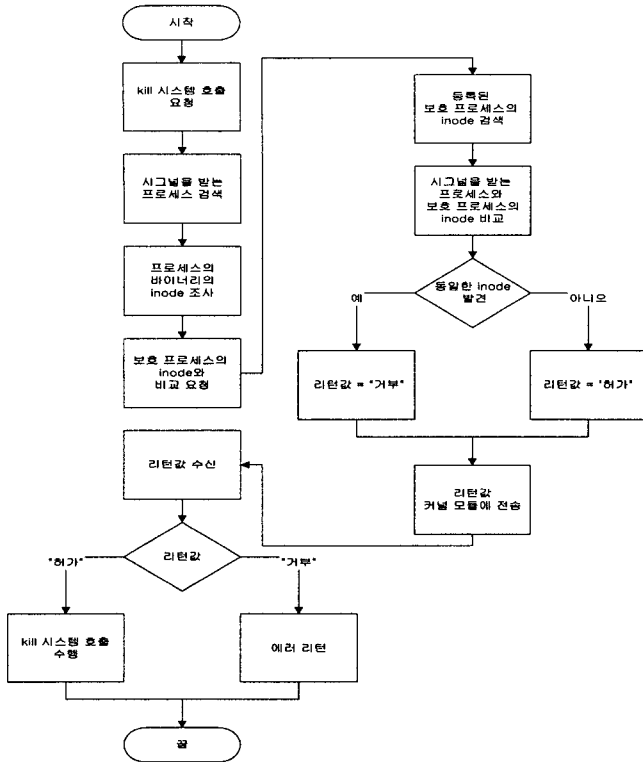 시작
kill 시스템 호출
요청
시그널을 받는
프로세스 검색
프로세스의
바이너리의
inode 조사
보호 프로세스의
inode와
비교 요청
등록된
보호 프로세스의
inode 검색
시그널을 받는
프로세스와
보호 프로세스의
inode 비교
동일한 inode
발견
예
아니오
리턴값 = "거부"
리턴값 = "허가"
리턴값
커널 모듈에 전송
리턴값 수신
리턴값
"허가"
"거부"
kill 시스템 호출
수행
에러 리턴
끝